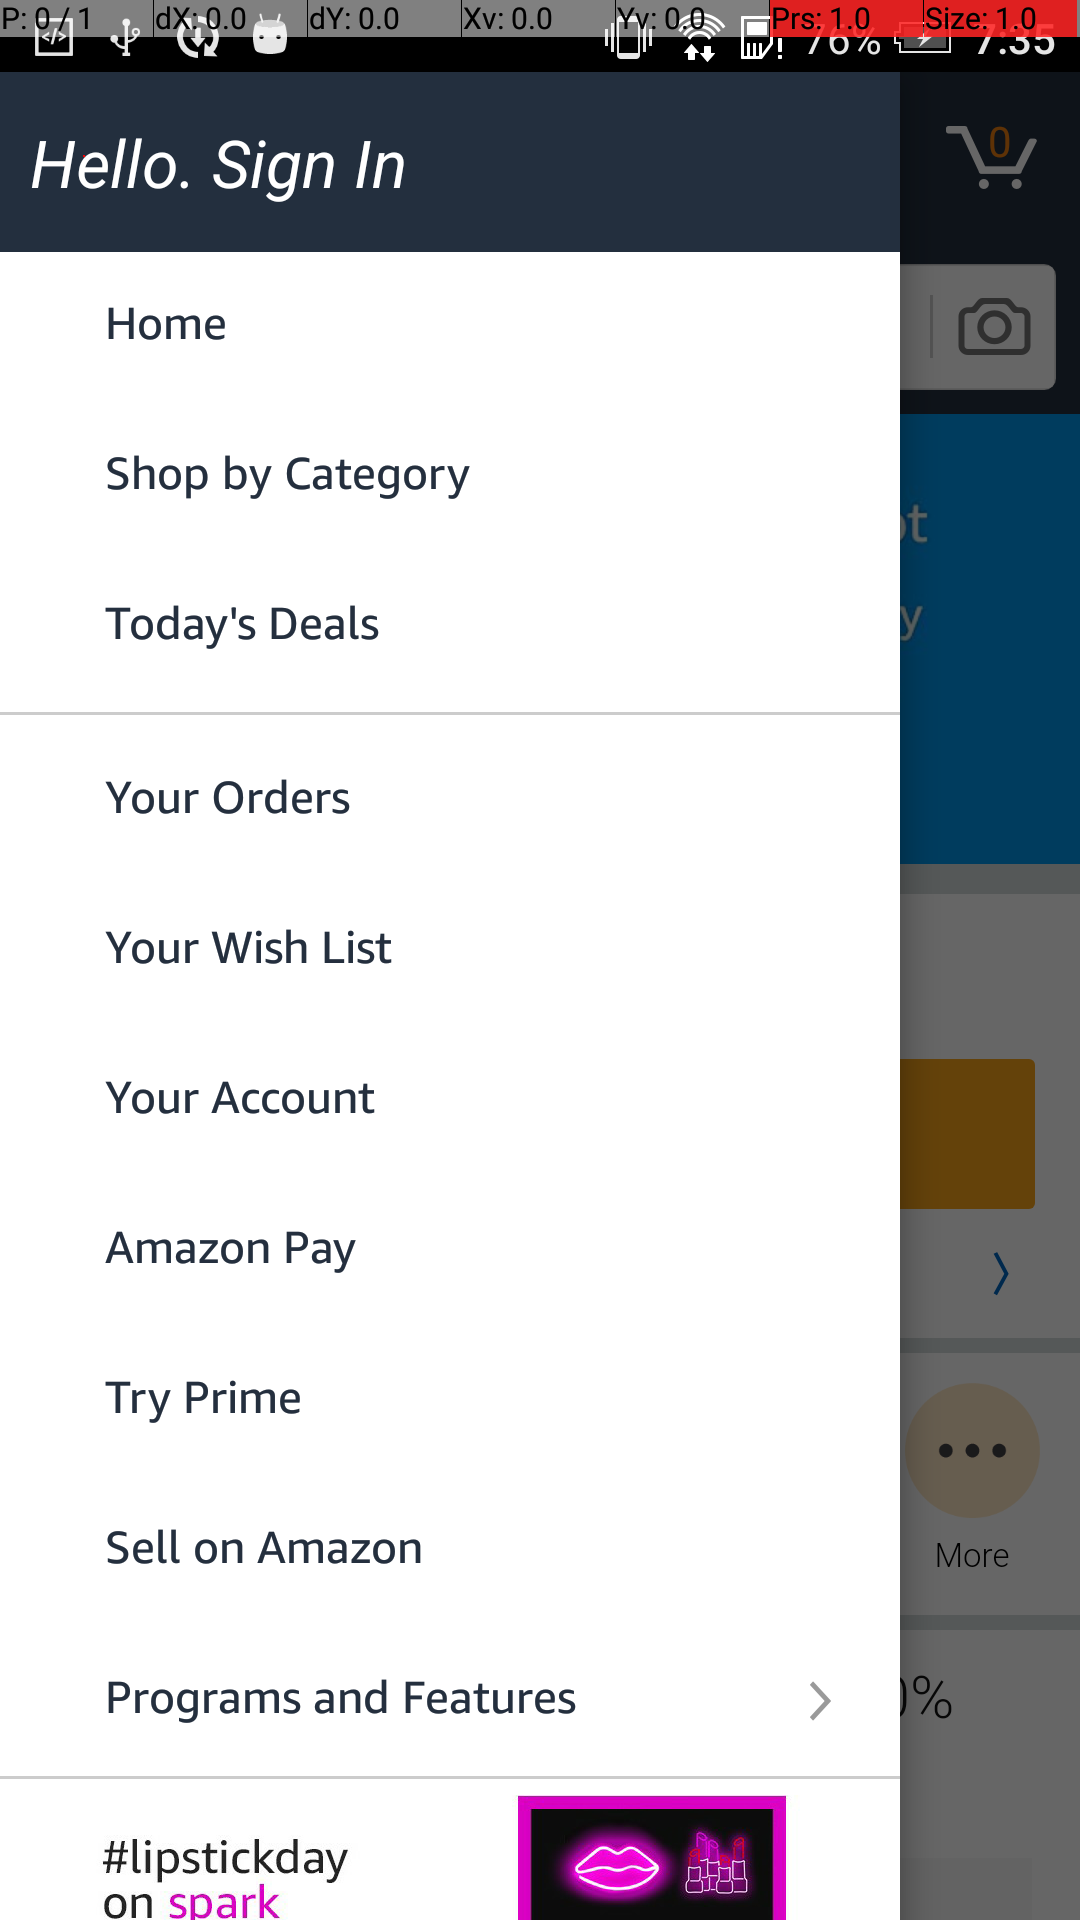 P: 0 / 1 dX: 0.0 dY: 0.0 Xv: 0.0 Yv: 0.0 Prs: 1.0 Size: 1.0
76% 7:35
Hello. Sign In
0
Home
Shop by Category
Today's Deals
Your Orders
Your Wish List
Your Account
Amazon Pay
Try Prime
Sell on Amazon
More
Programs and Features
%
#lipstickday
on spark